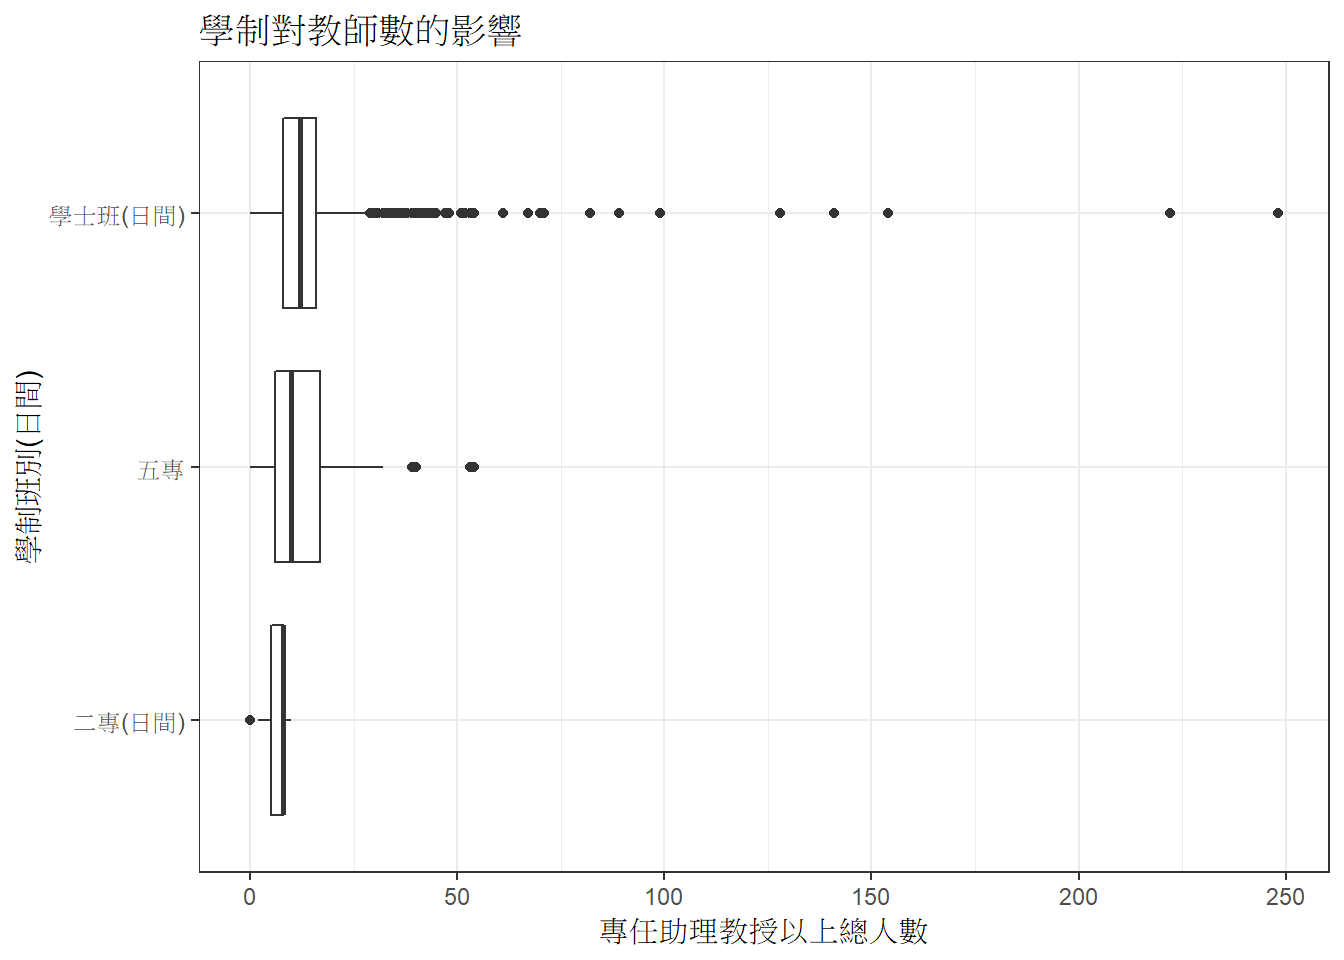 學制對教師數的影響
學制班別(日間)
學士班(日間)
五專
二專(日間)
0 50 100 150 200 250
專任助理教授以上總人數